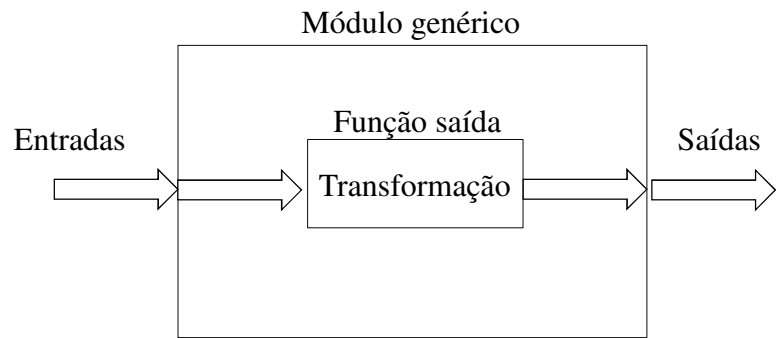 Módulo genérico
Função saída
Entradas
Saídas
Transformação